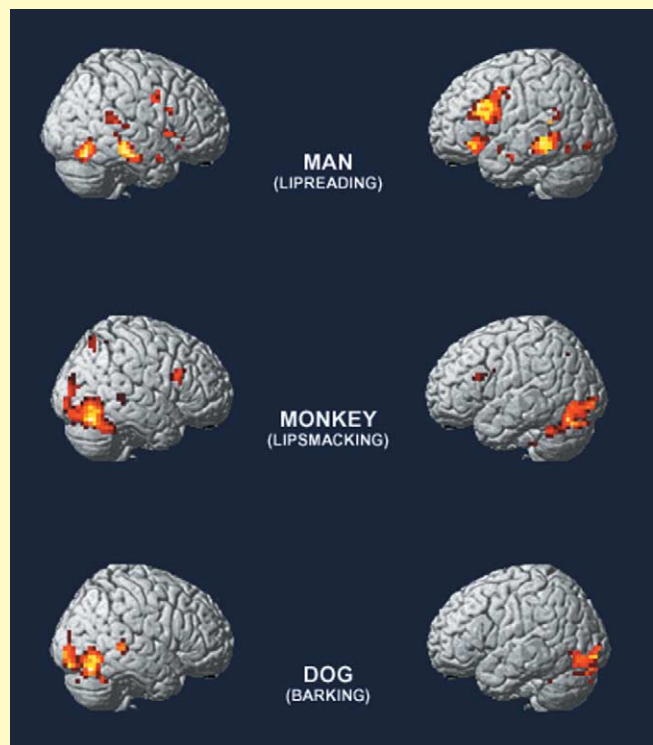 MAN
(LIPREADING)
MONKEY
(LIPSMACKING)
DOG
(BARKING)